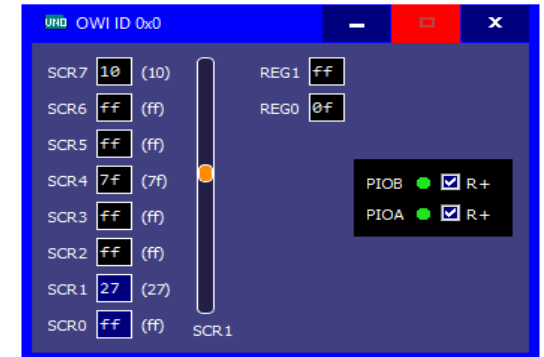 UHD OWI ID 0x0
SCR7 10 (10) REG1 ff
SCR6 ff (ff) REG0 0f
SCR5 ff (ff)
SCR4 7f (7f) PIOB R+
SCR3 ff (ff) PIOA R+
SCR2 ff (ff)
SCR1 27 (27)
SCR0 ff (ff) SCR1